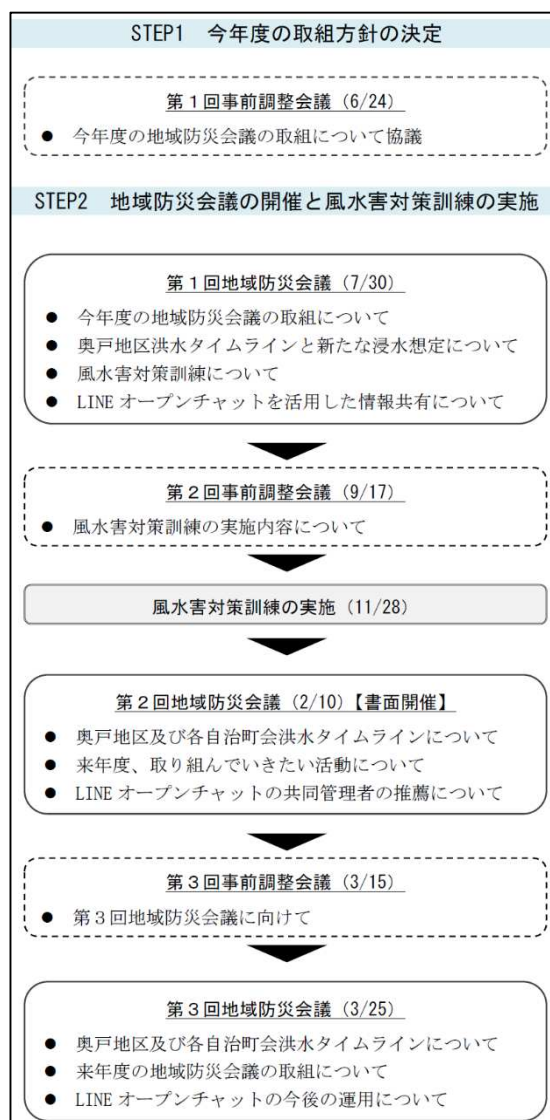 STEP1 今年度の取組方針の決定
第1回事前調整会議(6/24)
● 今年度の地域防災会議の取組について協議
STEP2 地域防災会議の開催と風水害対策訓練の実施
第1回地域防災会議(7/30)
● 今年度の地域防災会議の取組について
● 奥戸地区洪水タイムラインと新たな浸水想定について
● 風水害対策訓練について
● LINE オープンチャットを活用した情報共有について
第2回事前調整会議(9/17)
● 風水害対策訓練の実施内容について
風水害対策訓練の実施(11/28)
第2回地域防災会議(2/10)【書面開催】
● 奥戸地区及び各自治町会洪水タイムラインについて
● 来年度、取り組んでいきたい活動について
● LINE オープンチャットの共同管理者の推薦について
第3回事前調整会議(3/15)
● 第3回地域防災会議に向けて
第3回地域防災会議(3/25)
● 奥戸地区及び各自治町会洪水タイムラインについて
● 来年度の地域防災会議の取組について
● LINE オープンチャットの今後の運用について